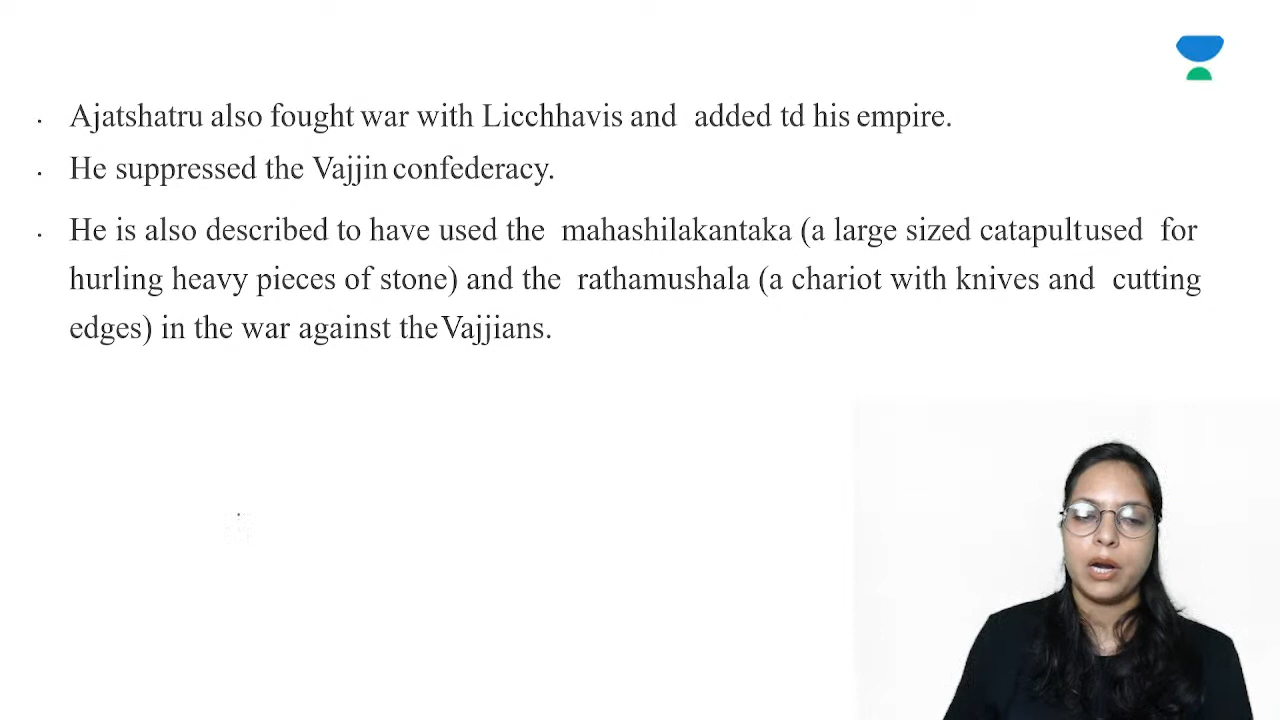 Ajatshatru also fought war with Licchhavis and added td his empire.
He suppressed the Vajjin confederacy.
He is also described to have used the mahashilakantaka (a large sized catapultused for
hurling heavy pieces of stone) and the rathamushala (a chariot with knives and cutting
edges) in the war against theVajjians.